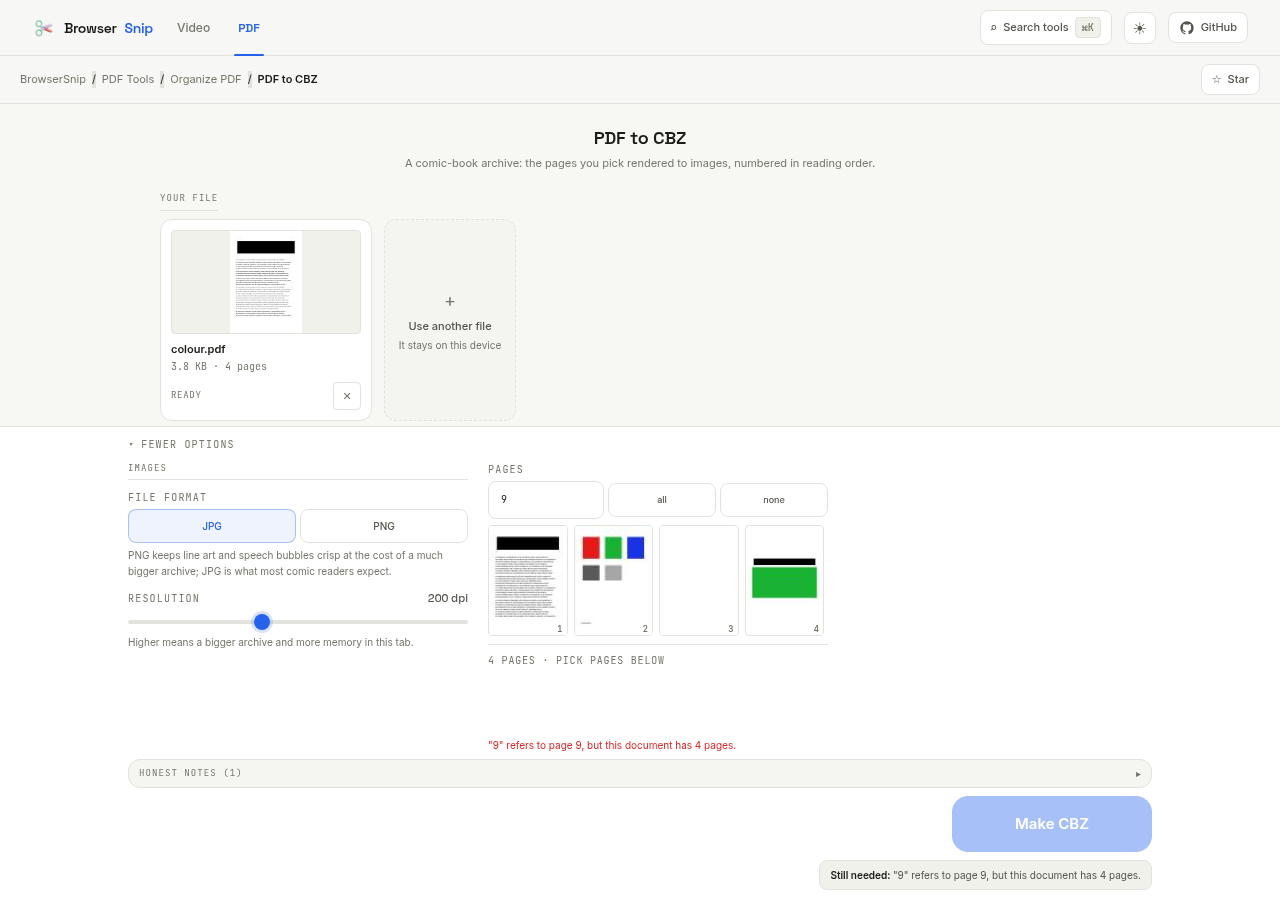 Browser Snip Video PDF Search tools ⌘K GitHub
BrowserSnip / PDF Tools / Organize PDF / PDF to CBZ ☆ Star
PDF to CBZ
A comic-book archive: the pages you pick rendered to images, numbered in reading order.
YOUR FILE
colour.pdf
3.8 KB · 4 pages
READY ×
+
Use another file
It stays on this device
▾ FEWER OPTIONS
IMAGES
FILE FORMAT
JPG PNG
PNG keeps line art and speech bubbles crisp at the cost of a much
bigger archive; JPG is what most comic readers expect.
RESOLUTION 200 dpi
Higher means a bigger archive and more memory in this tab.
PAGES
9 all none
1 2 3 4
4 PAGES · PICK PAGES BELOW
"9" refers to page 9, but this document has 4 pages.
HONEST NOTES (1) ▸
Make CBZ
Still needed: "9" refers to page 9, but this document has 4 pages.